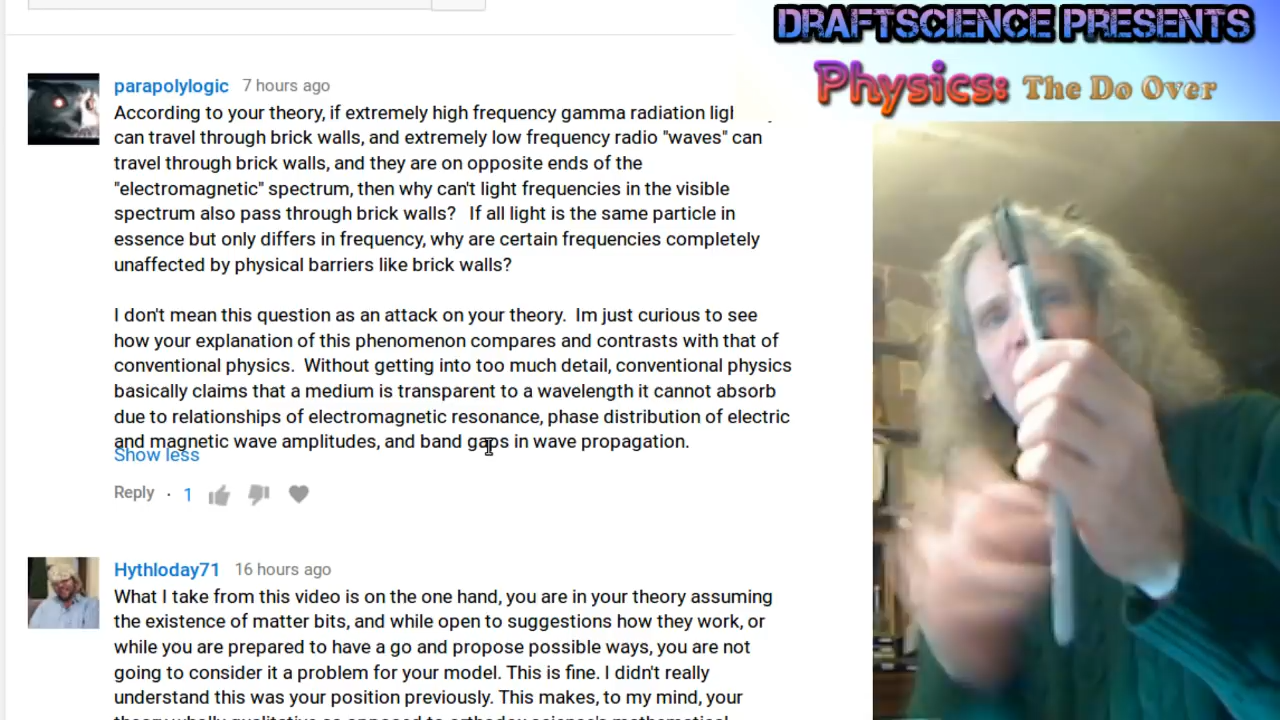 DRAFTSCIENCE PRESENTS
Physics: The Do Over
parapolylogic 7 hours ago
According to your theory, if extremely high frequency gamma radiation
can travel through brick walls, and extremely low frequency radio "waves" can
travel through brick walls, and they are on opposite ends of the
"electromagnetic" spectrum, then why can't light frequencies in the visible
spectrum also pass through brick walls? If all light is the same particle in
essence but only differs in frequency, why are certain frequencies completely
unaffected by physical barriers like brick walls?
I don't mean this question as an attack on your theory. Im just curious to see
how your explanation of this phenomenon compares and contrasts with that of
conventional physics. Without getting into too much detail, conventional physics
basically claims that a medium is transparent to a wavelength it cannot absorb
due to relationships of electromagnetic resonance, phase distribution of electric
and magnetic wave amplitudes, and band gaps in wave propagation.
Show less
Reply · 1
Hythloday71 16 hours ago
What I take from this video is on the one hand, you are in your theory assuming
the existence of matter bits, and while open to suggestions how they work, or
while you are prepared to have a go and propose possible ways, you are not
going to consider it a problem for your model. This is fine. I didn't really
understand this was your position previously. This makes, to my mind, your